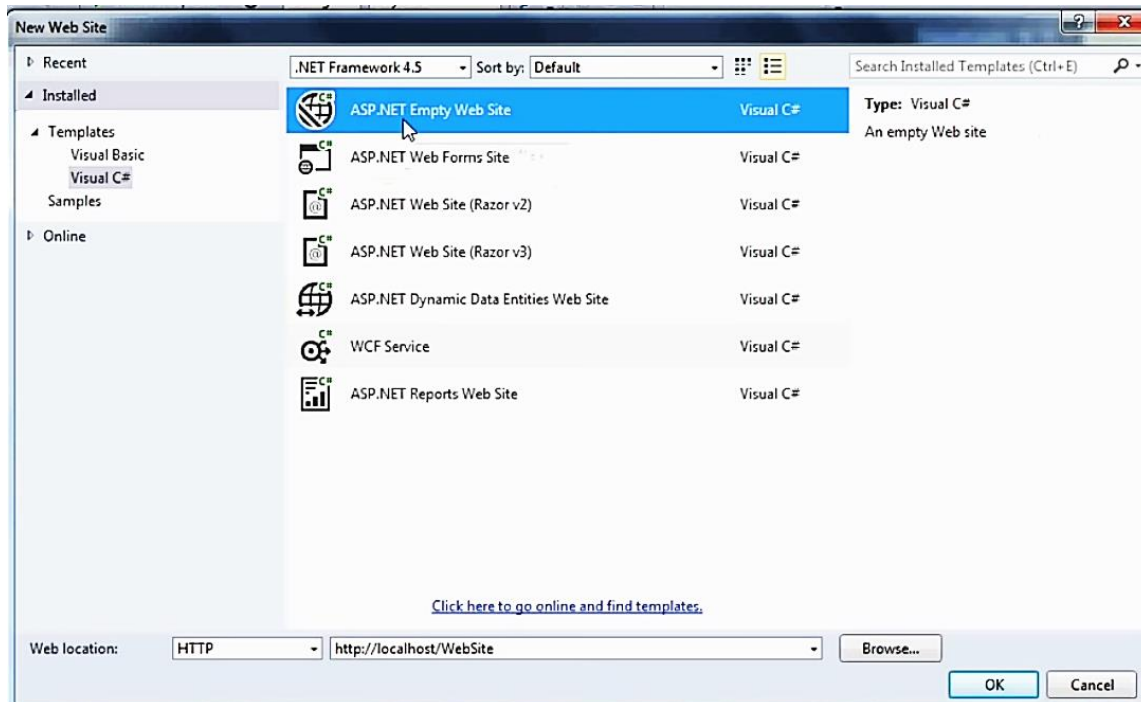 New Web Site
Recent
.NET Framework 4.5 Sort by: Default Search Installed Templates (Ctrl+E)
Installed
Templates
Visual Basic
Visual C#
Samples
Online
C# ASP.NET Empty Web Site Visual C#
C# ASP.NET Web Forms Site Visual C#
C# @ ASP.NET Web Site (Razor v2) Visual C#
C# @ ASP.NET Web Site (Razor v3) Visual C#
C# ASP.NET Dynamic Data Entities Web Site Visual C#
C# WCF Service Visual C#
C# ASP.NET Reports Web Site Visual C#
Type: Visual C#
An empty Web site
Click here to go online and find templates.
Web location: HTTP http://localhost/WebSite Browse...
OK Cancel